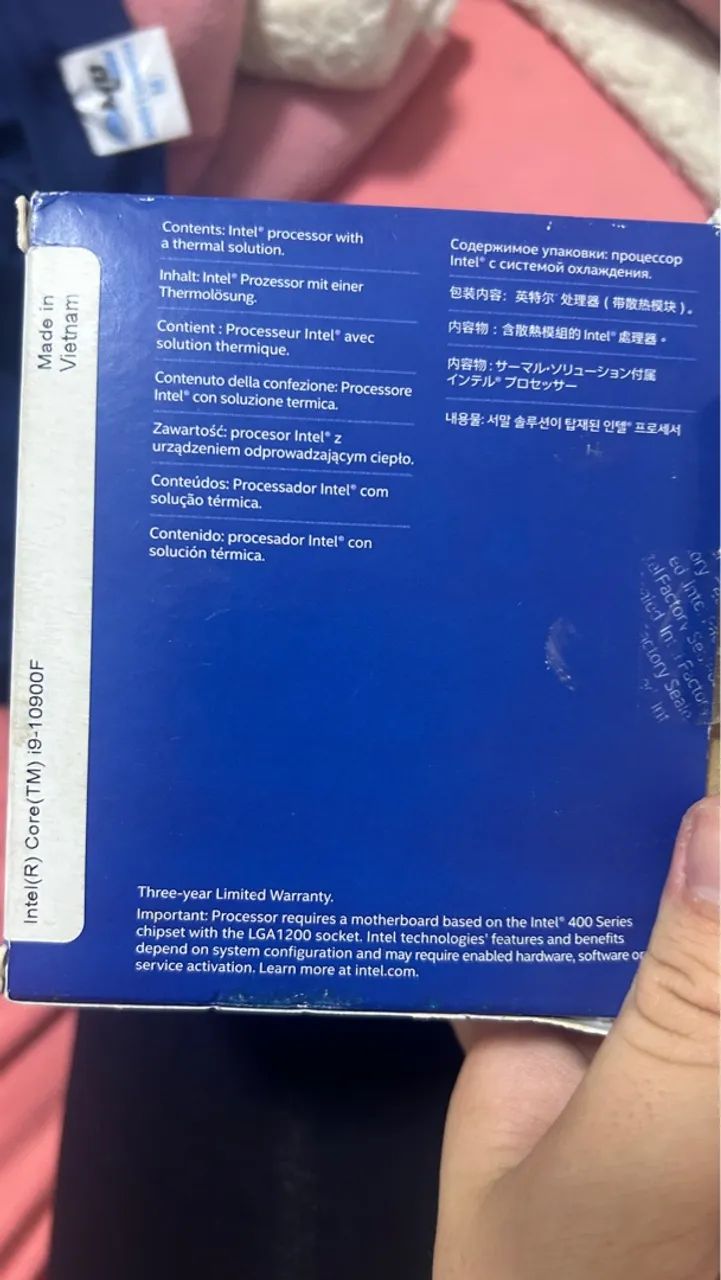 Contents: Intel® processor with
a thermal solution.
Inhalt: Intel® Prozessor mit einer
Thermolösung.
Contient : Processeur Intel® avec
solution thermique.
Contenuto della confezione: Processore
Intel® con soluzione termica.
Zawartość: procesor Intel® z
urządzeniem odprowadzającym ciepło.
Conteúdos: Processador Intel® com
solução térmica.
Contenido: procesador Intel® con
solución térmica.
Содержимое упаковки: процессор
Intel® с системой охлаждения.
包装内容：英特尔® 处理器（带散热模块）。
內容物：含散熱模組的 Intel® 處理器。
内容物：サーマル・ソリューション付属
インテル® プロセッサー
내용물: 서말 솔루션이 탑재된 인텔® 프로세서
Made in
Vietnam
Intel(R) Core(TM) i9-10900F
Three-year Limited Warranty.
Important: Processor requires a motherboard based on the Intel® 400 Series
chipset with the LGA1200 socket. Intel technologies' features and benefits
depend on system configuration and may require enabled hardware, software or
service activation. Learn more at intel.com.